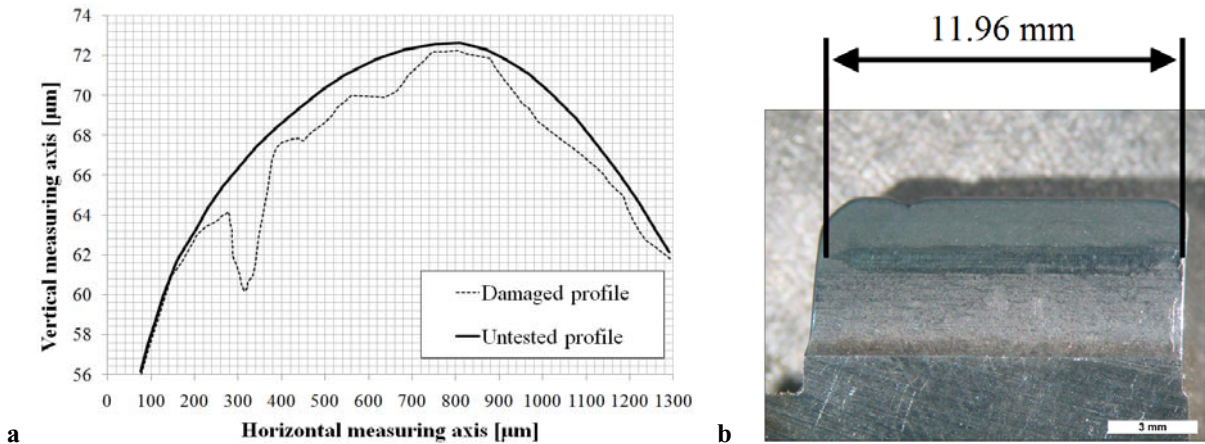 74
72
70
68
66
64
62
60
58
56
Vertical measuring axis [µm]
0 100 200 300 400 500 600 700 800 900 1000 1100 1200 1300
Horizontal measuring axis [µm]
Damaged profile
Untested profile
a
11.96 mm
3 mm
b